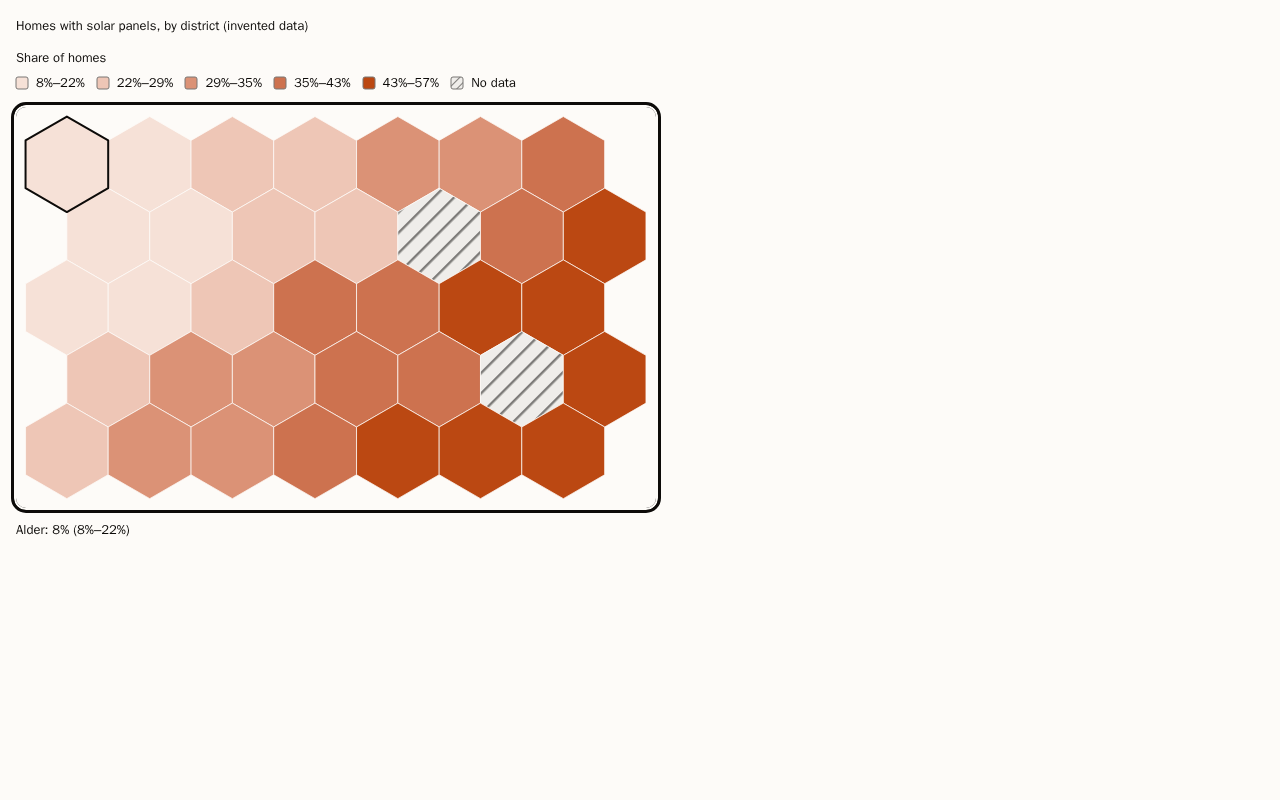 Homes with solar panels, by district (invented data)
Share of homes
8%–22% 22%–29% 29%–35% 35%–43% 43%–57% No data
Alder: 8% (8%–22%)